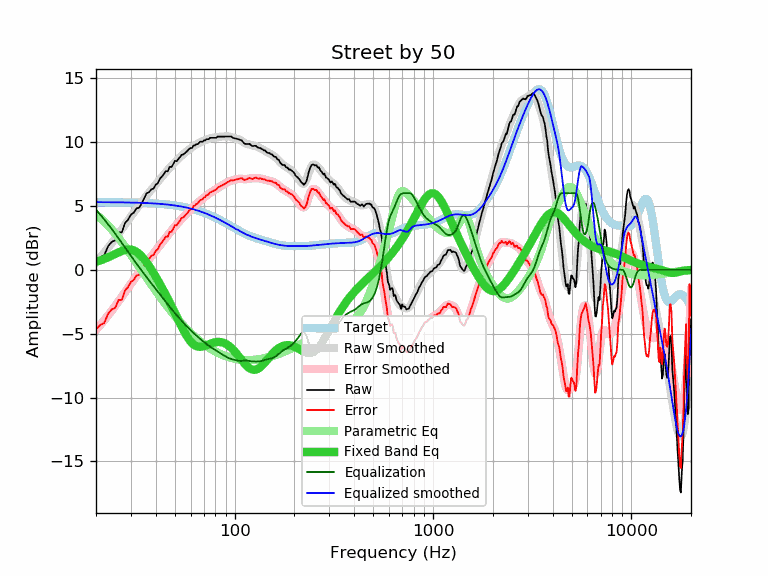 Street by 50
15
10
5
0
−5
−10
−15
Amplitude (dBr)
Target
Raw Smoothed
Error Smoothed
Raw
Error
Parametric Eq
Fixed Band Eq
Equalization
Equalized smoothed
100
1000
10000
Frequency (Hz)